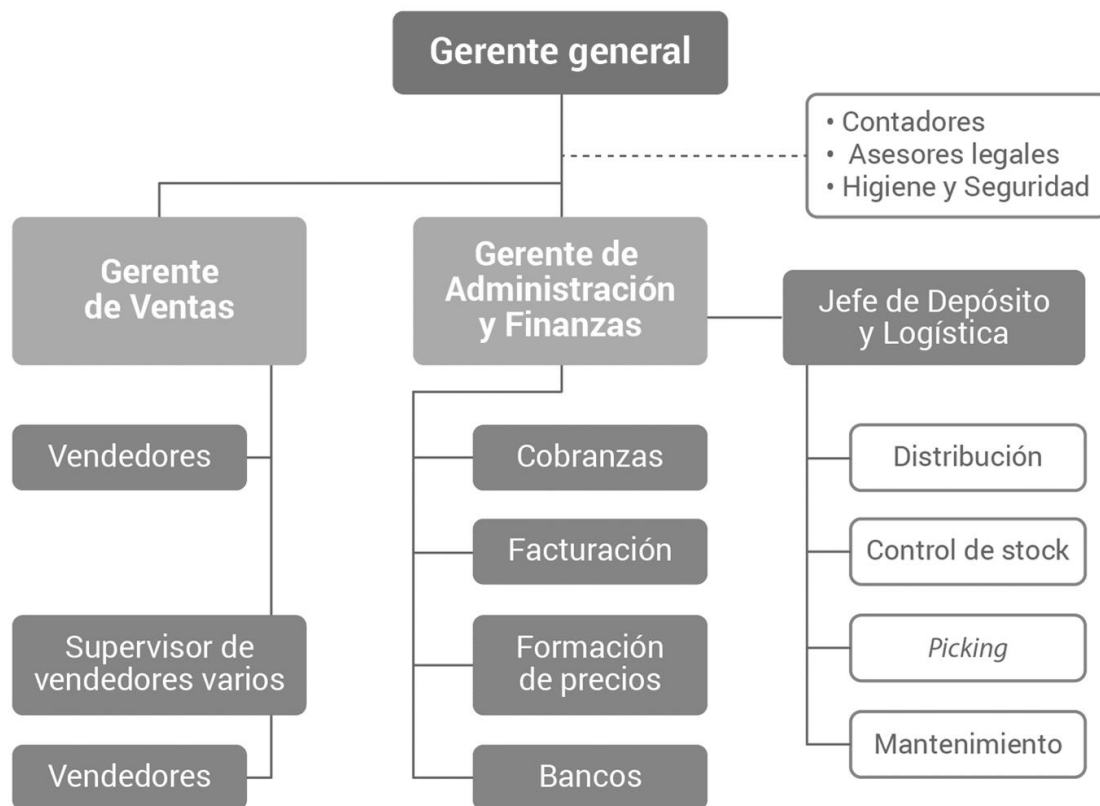 Gerente general
• Contadores
• Asesores legales
• Higiene y Seguridad
Gerente
de Ventas
Gerente de
Administración
y Finanzas
Jefe de Depósito
y Logística
Vendedores
Supervisor de
vendedores varios
Vendedores
Cobranzas
Facturación
Formación
de precios
Bancos
Distribución
Control de stock
Picking
Mantenimiento